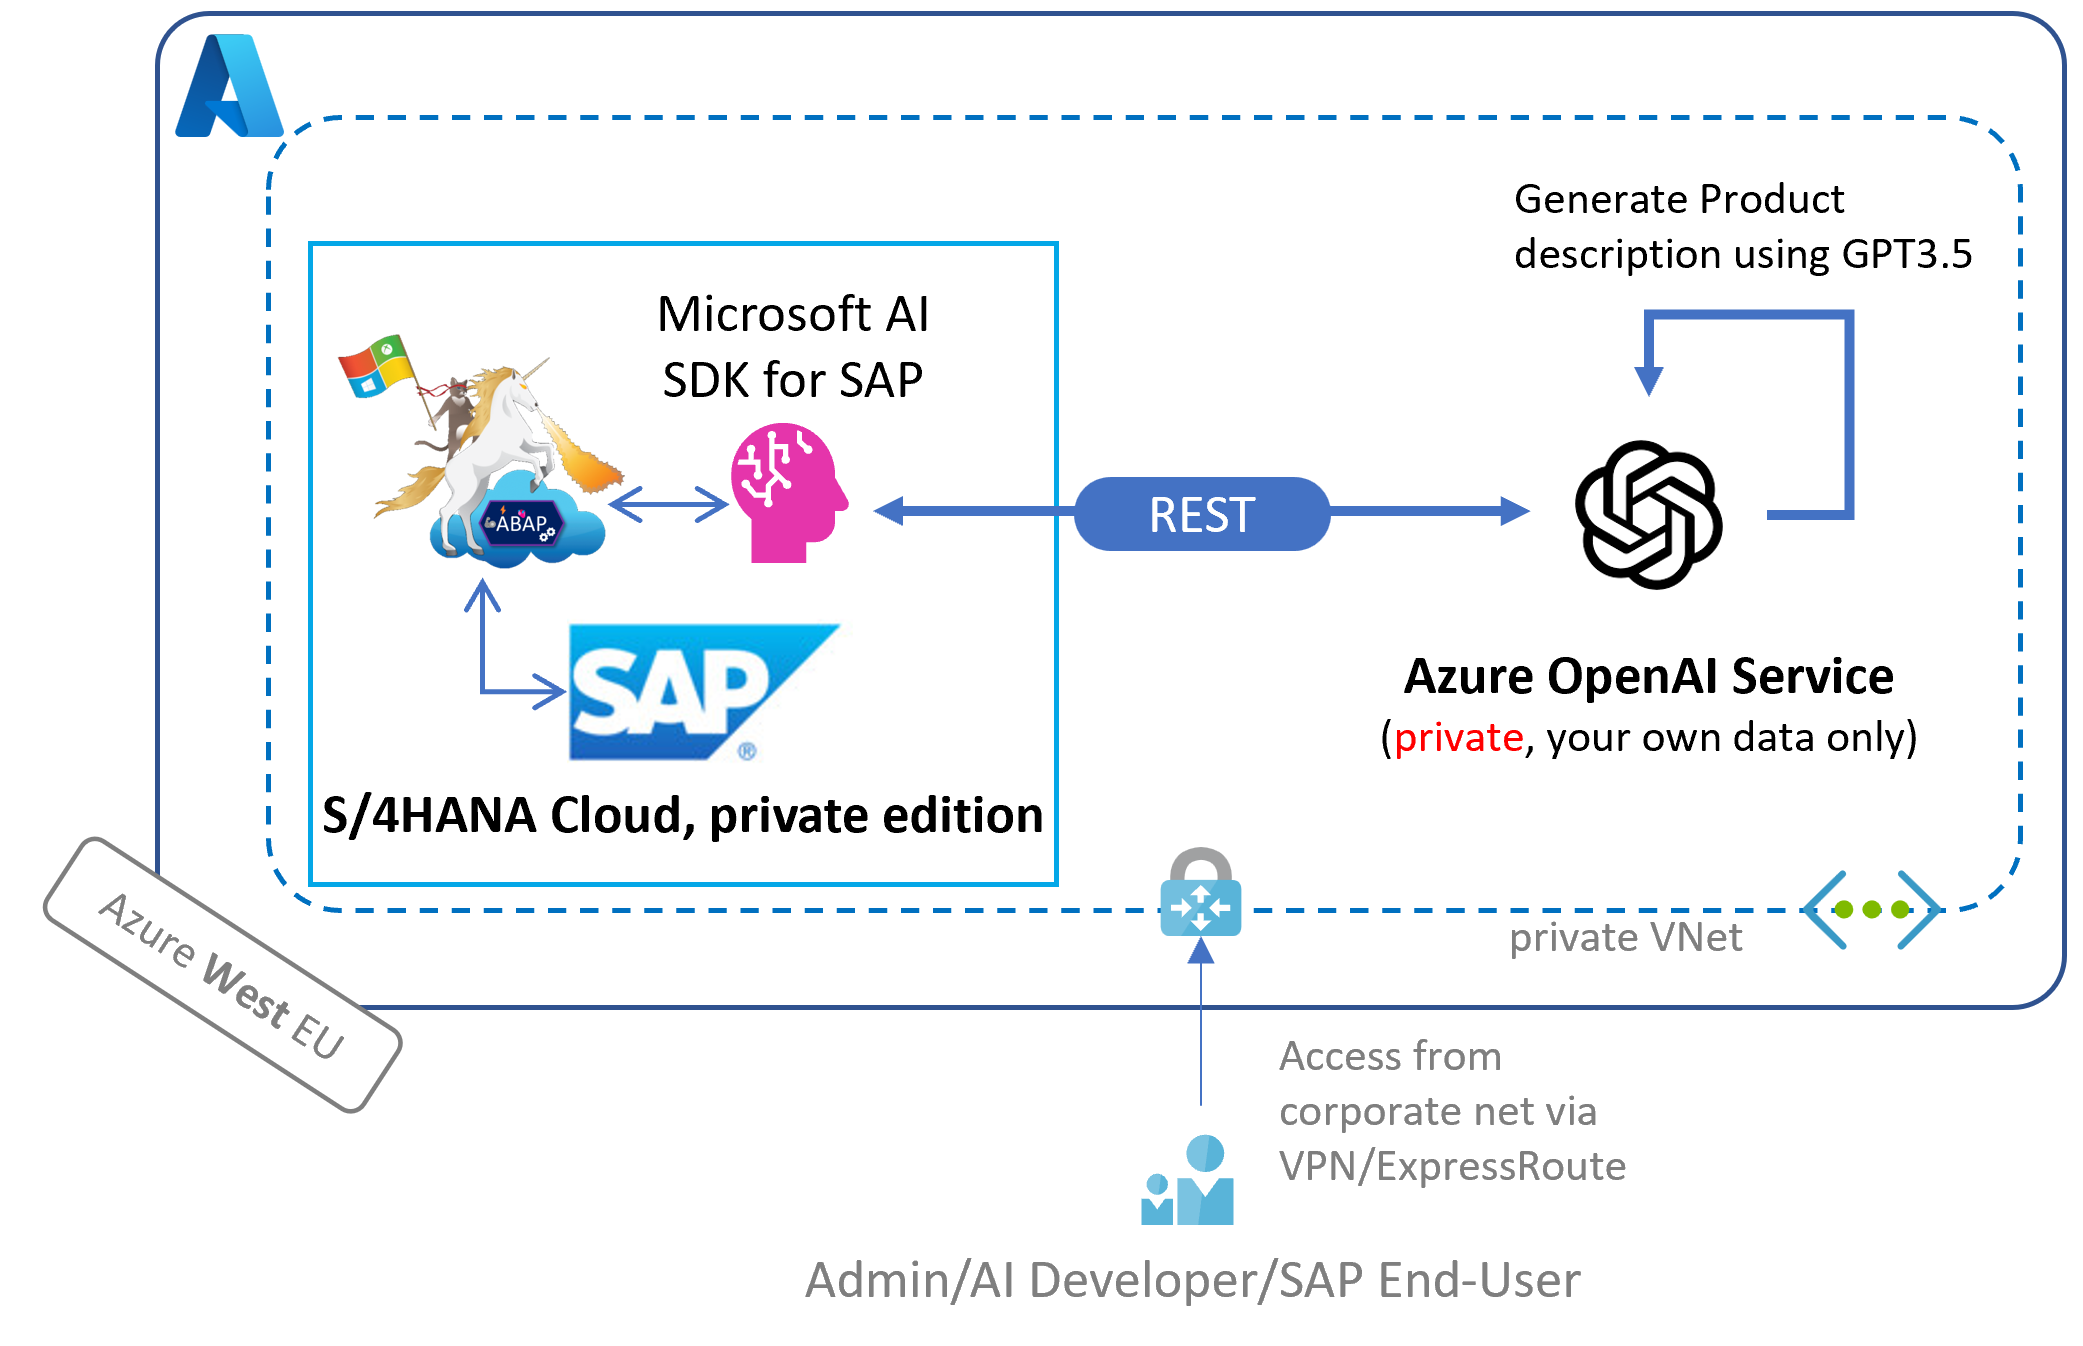 Generate Product
description using GPT3.5
Microsoft AI
SDK for SAP
ABAP
REST
SAP
®
Azure OpenAI Service
(private, your own data only)
S/4HANA Cloud, private edition
private VNet
Azure West EU
Access from
corporate net via
VPN/ExpressRoute
Admin/AI Developer/SAP End-User